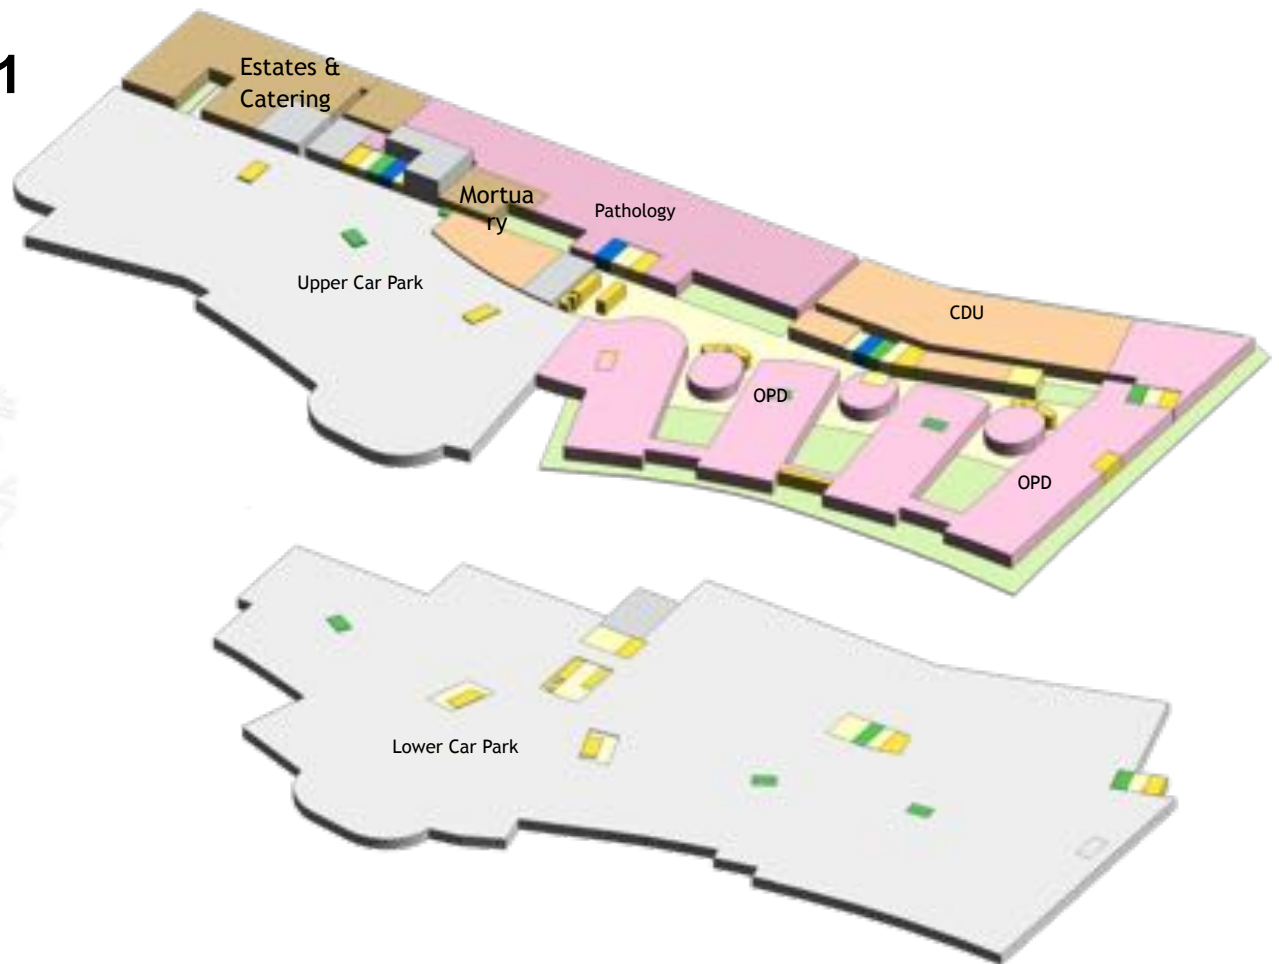 1
Estates &
Catering
Mortua
ry
Pathology
Upper Car Park
CDU
OPD
OPD
Lower Car Park